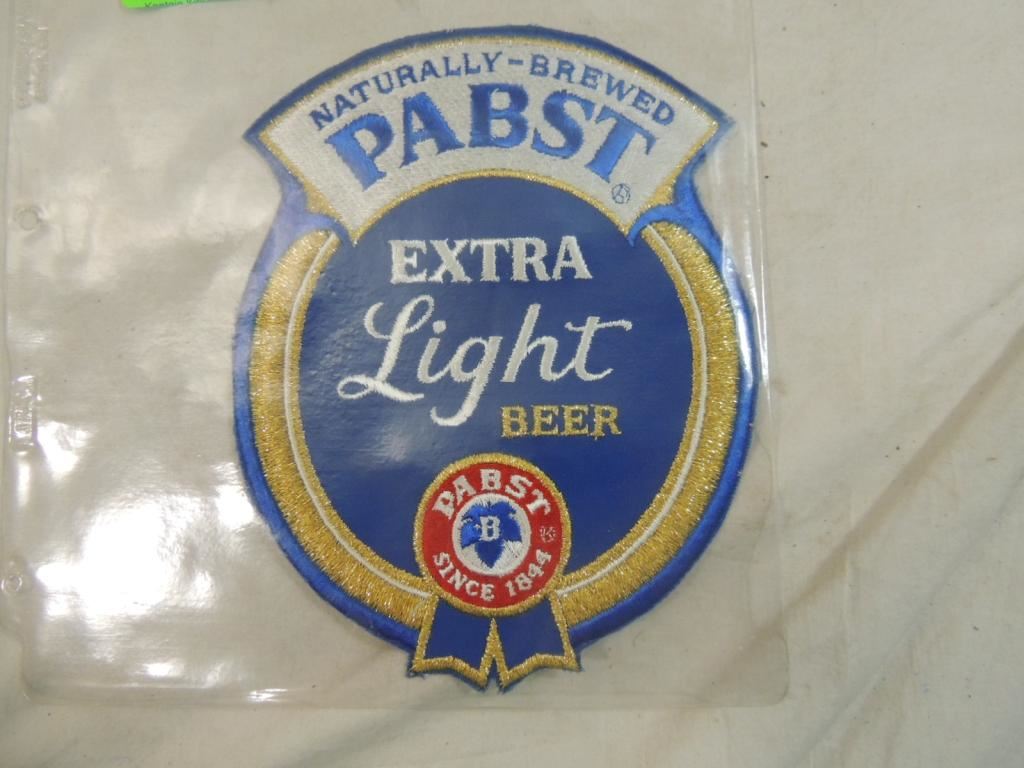 NATURALLY-BREWED
PABST
EXTRA
Light
BEER
PABST
B
SINCE 1844